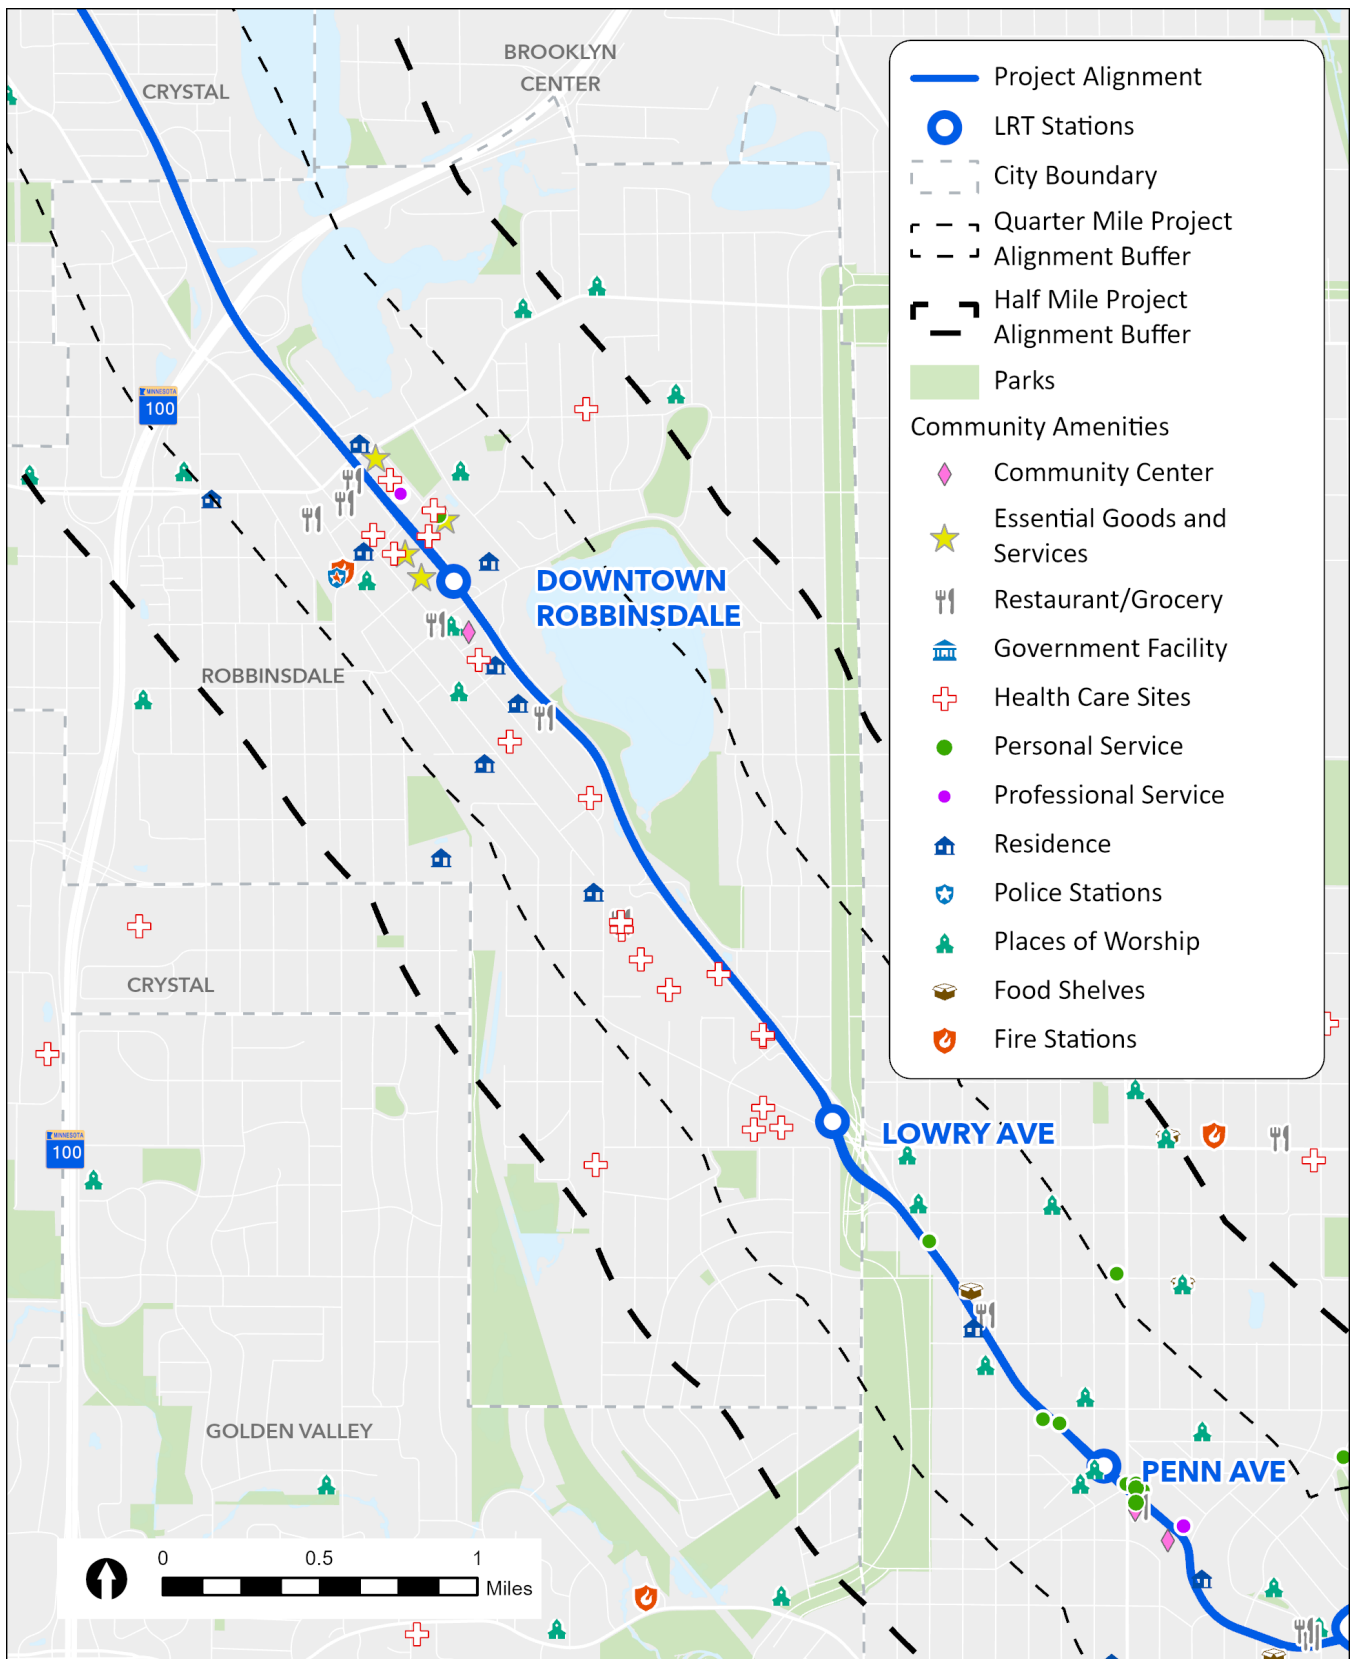 BROOKLYN
CENTER
CRYSTAL
Project Alignment
LRT Stations
City Boundary
Quarter Mile Project
Alignment Buffer
Half Mile Project
Alignment Buffer
Parks
Community Amenities
Community Center
Essential Goods and
Services
Restaurant/Grocery
Government Facility
Health Care Sites
Personal Service
Professional Service
Residence
Police Stations
Places of Worship
Food Shelves
Fire Stations
MINNESOTA
100
DOWNTOWN
ROBBINSDALE
ROBBINSDALE
CRYSTAL
MINNESOTA
100
LOWRY AVE
GOLDEN VALLEY
PENN AVE
0 0.5 1
Miles